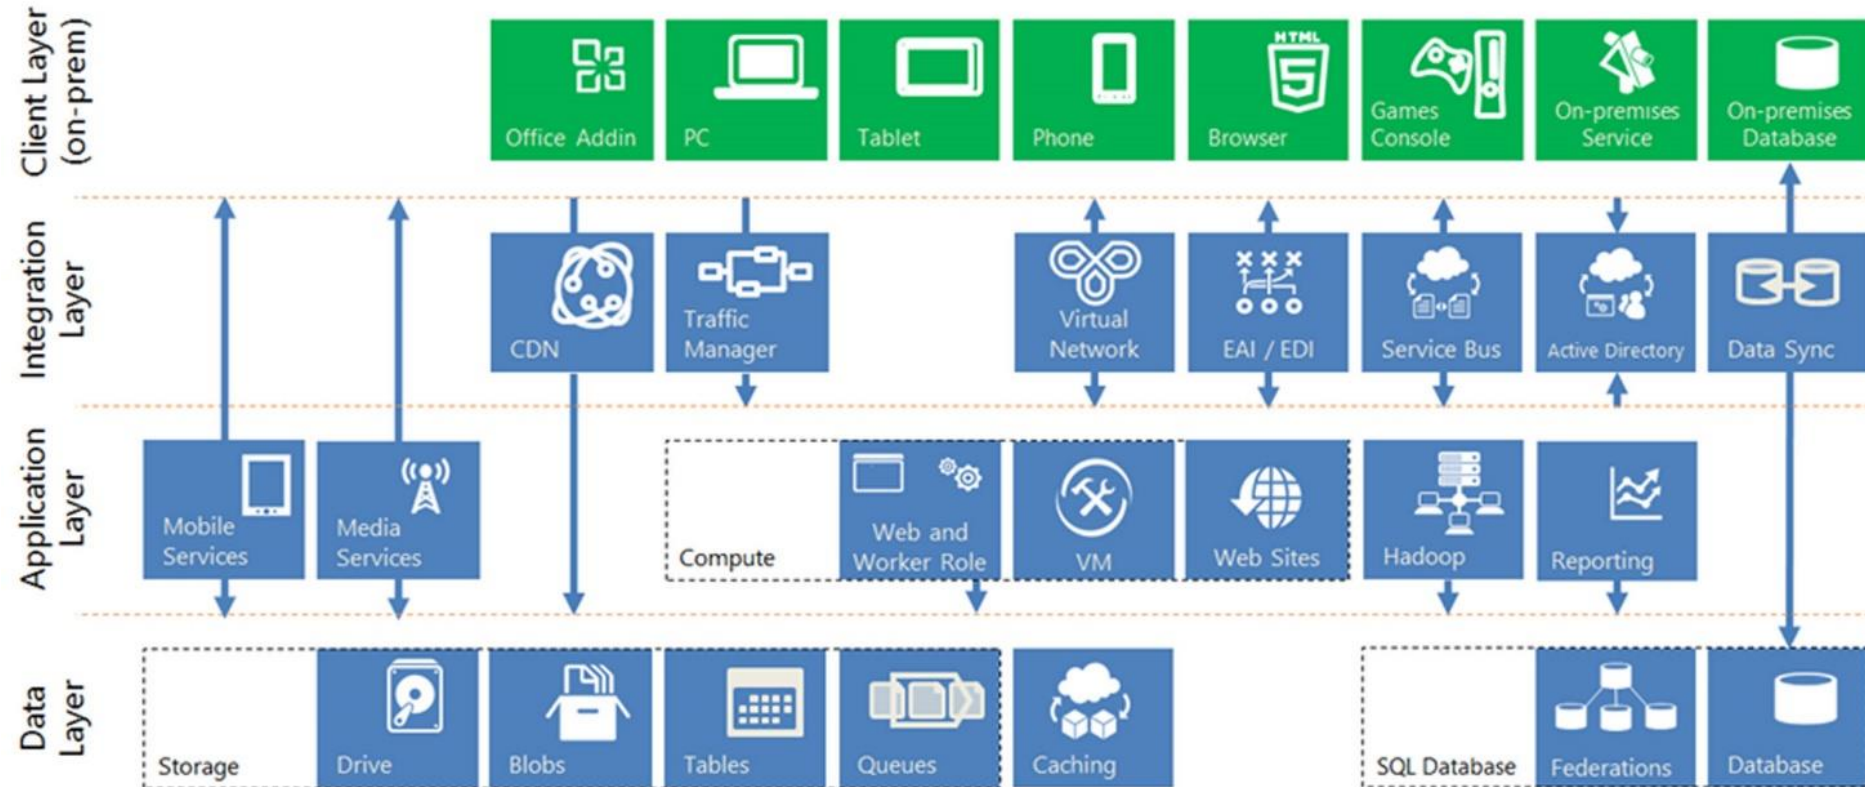 Client Layer
(on-prem)
Office Addin
PC
Tablet
Phone
HTML
5
Browser
Games
Console
On-premises
Service
On-premises
Database
Integration
Layer
CDN
Traffic
Manager
Virtual
Network
EAI / EDI
Service Bus
Active Directory
Data Sync
Application
Layer
Mobile
Services
Media
Services
Compute
Web and
Worker Role
VM
Web Sites
Hadoop
Reporting
Data
Layer
Storage
Drive
Blobs
Tables
Queues
Caching
SQL Database
Federations
Database